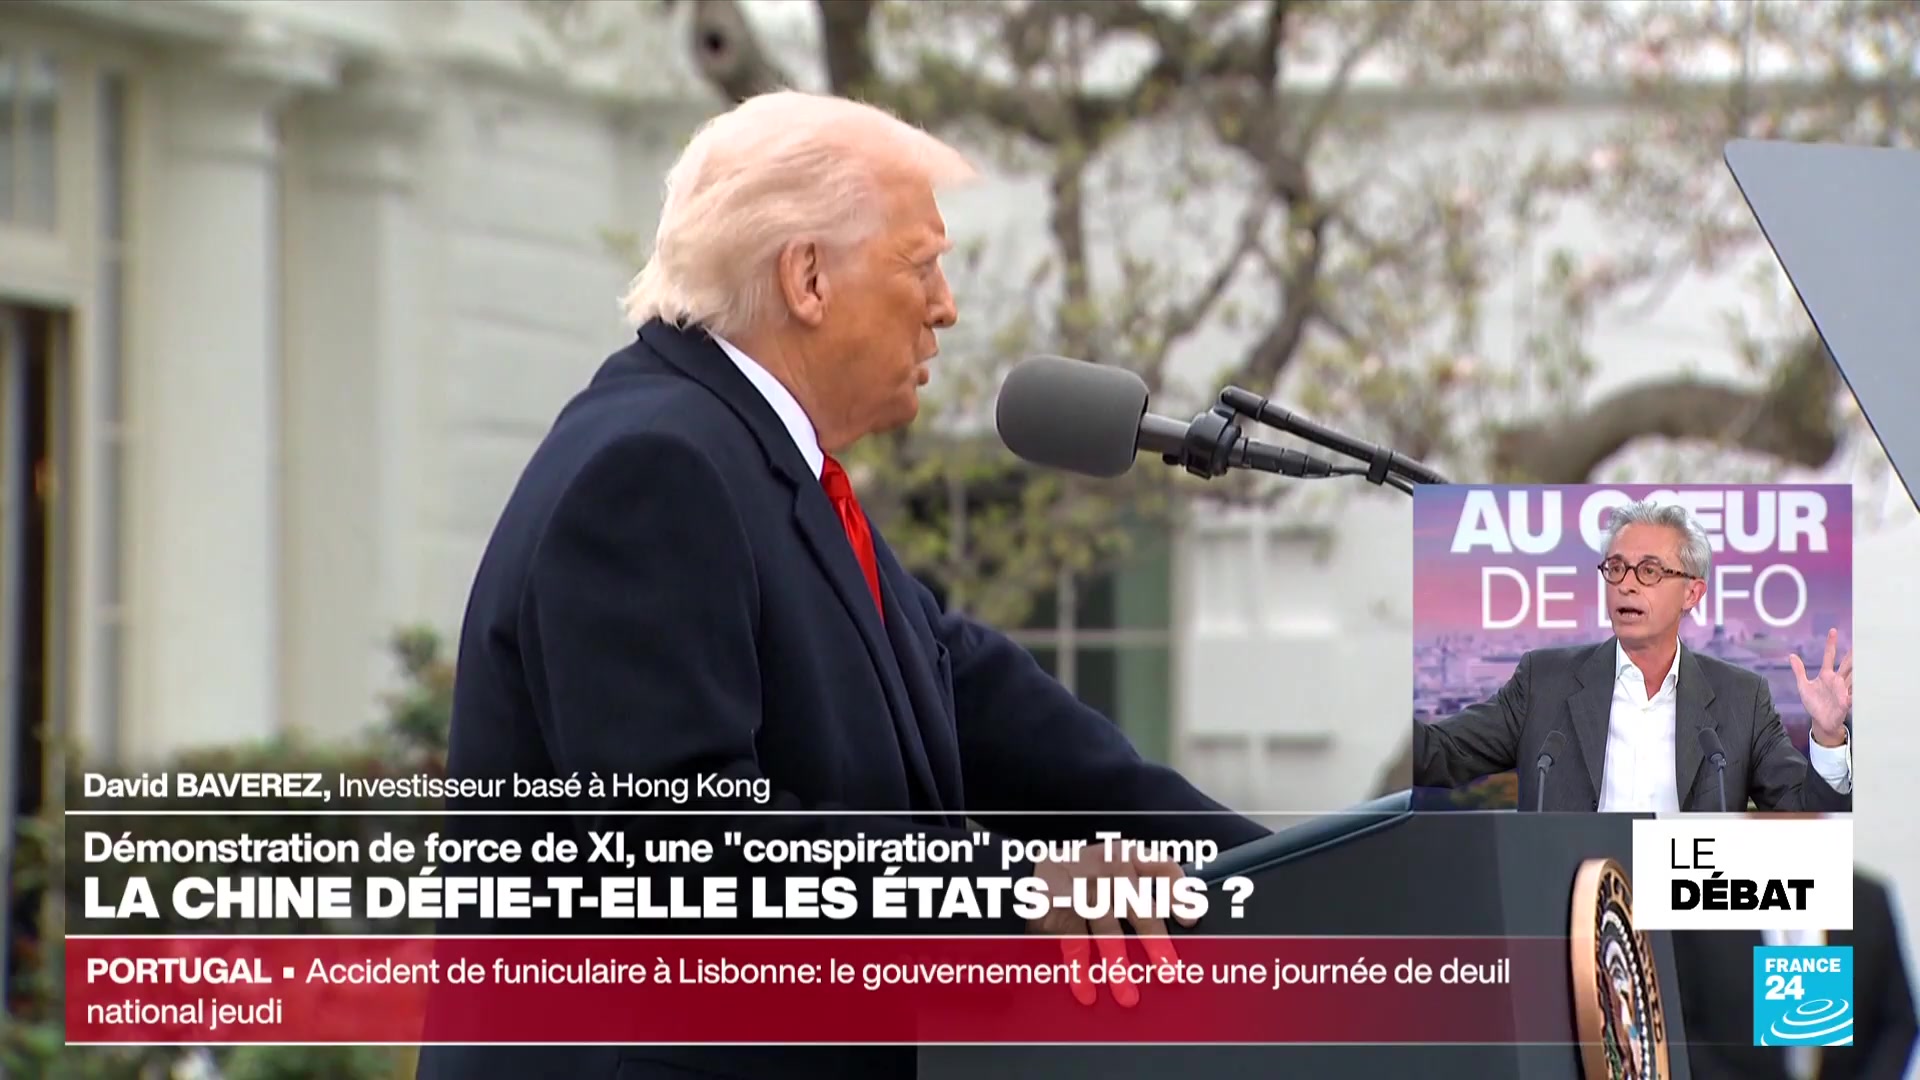 AU CŒUR
DE L'INFO
David BAVEREZ, Investisseur basé à Hong Kong
Démonstration de force de XI, une "conspiration" pour Trump
LA CHINE DÉFIE-T-ELLE LES ÉTATS-UNIS ?
LE
DÉBAT
PORTUGAL ▪ Accident de funiculaire à Lisbonne: le gouvernement décrète une journée de deuil
national jeudi
FRANCE
24